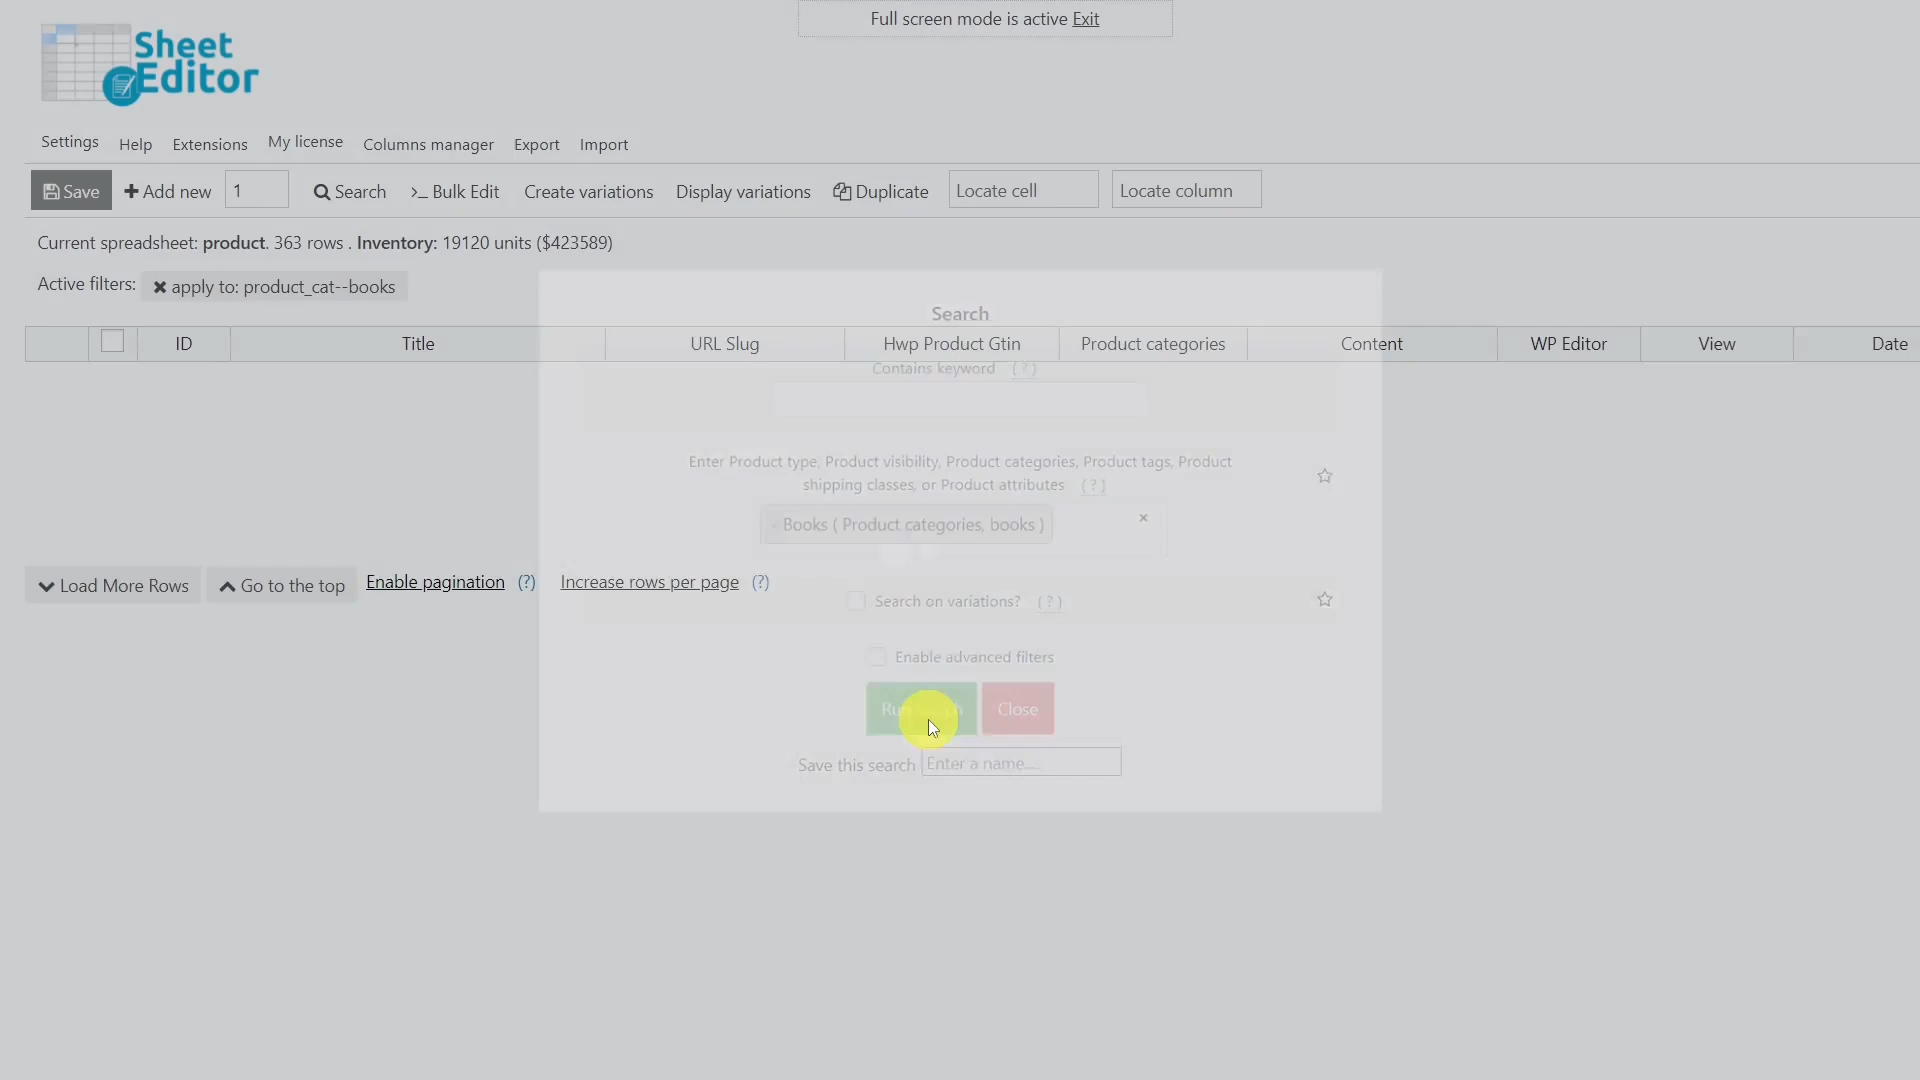 Full screen mode is active Exit
Sheet
Editor
Settings Help Extensions My license Columns manager Export Import
Save Add new 1 Search >_ Bulk Edit Create variations Display variations Duplicate Locate cell Locate column
Current spreadsheet: product. 363 rows . Inventory: 19120 units ($423589)
Active filters: ✖ apply to: product_cat--books
Search
ID Title URL Slug Hwp Product Gtin Product categories Content WP Editor View Date
Contains keyword (?)
Enter Product type, Product visibility, Product categories, Product tags, Product
shipping classes, or Product attributes (?)
Books ( Product categories, books ) ×
Load More Rows Go to the top Enable pagination (?) Increase rows per page (?)
Search on variations? (?)
Enable advanced filters
Close
Save this search Enter a name....